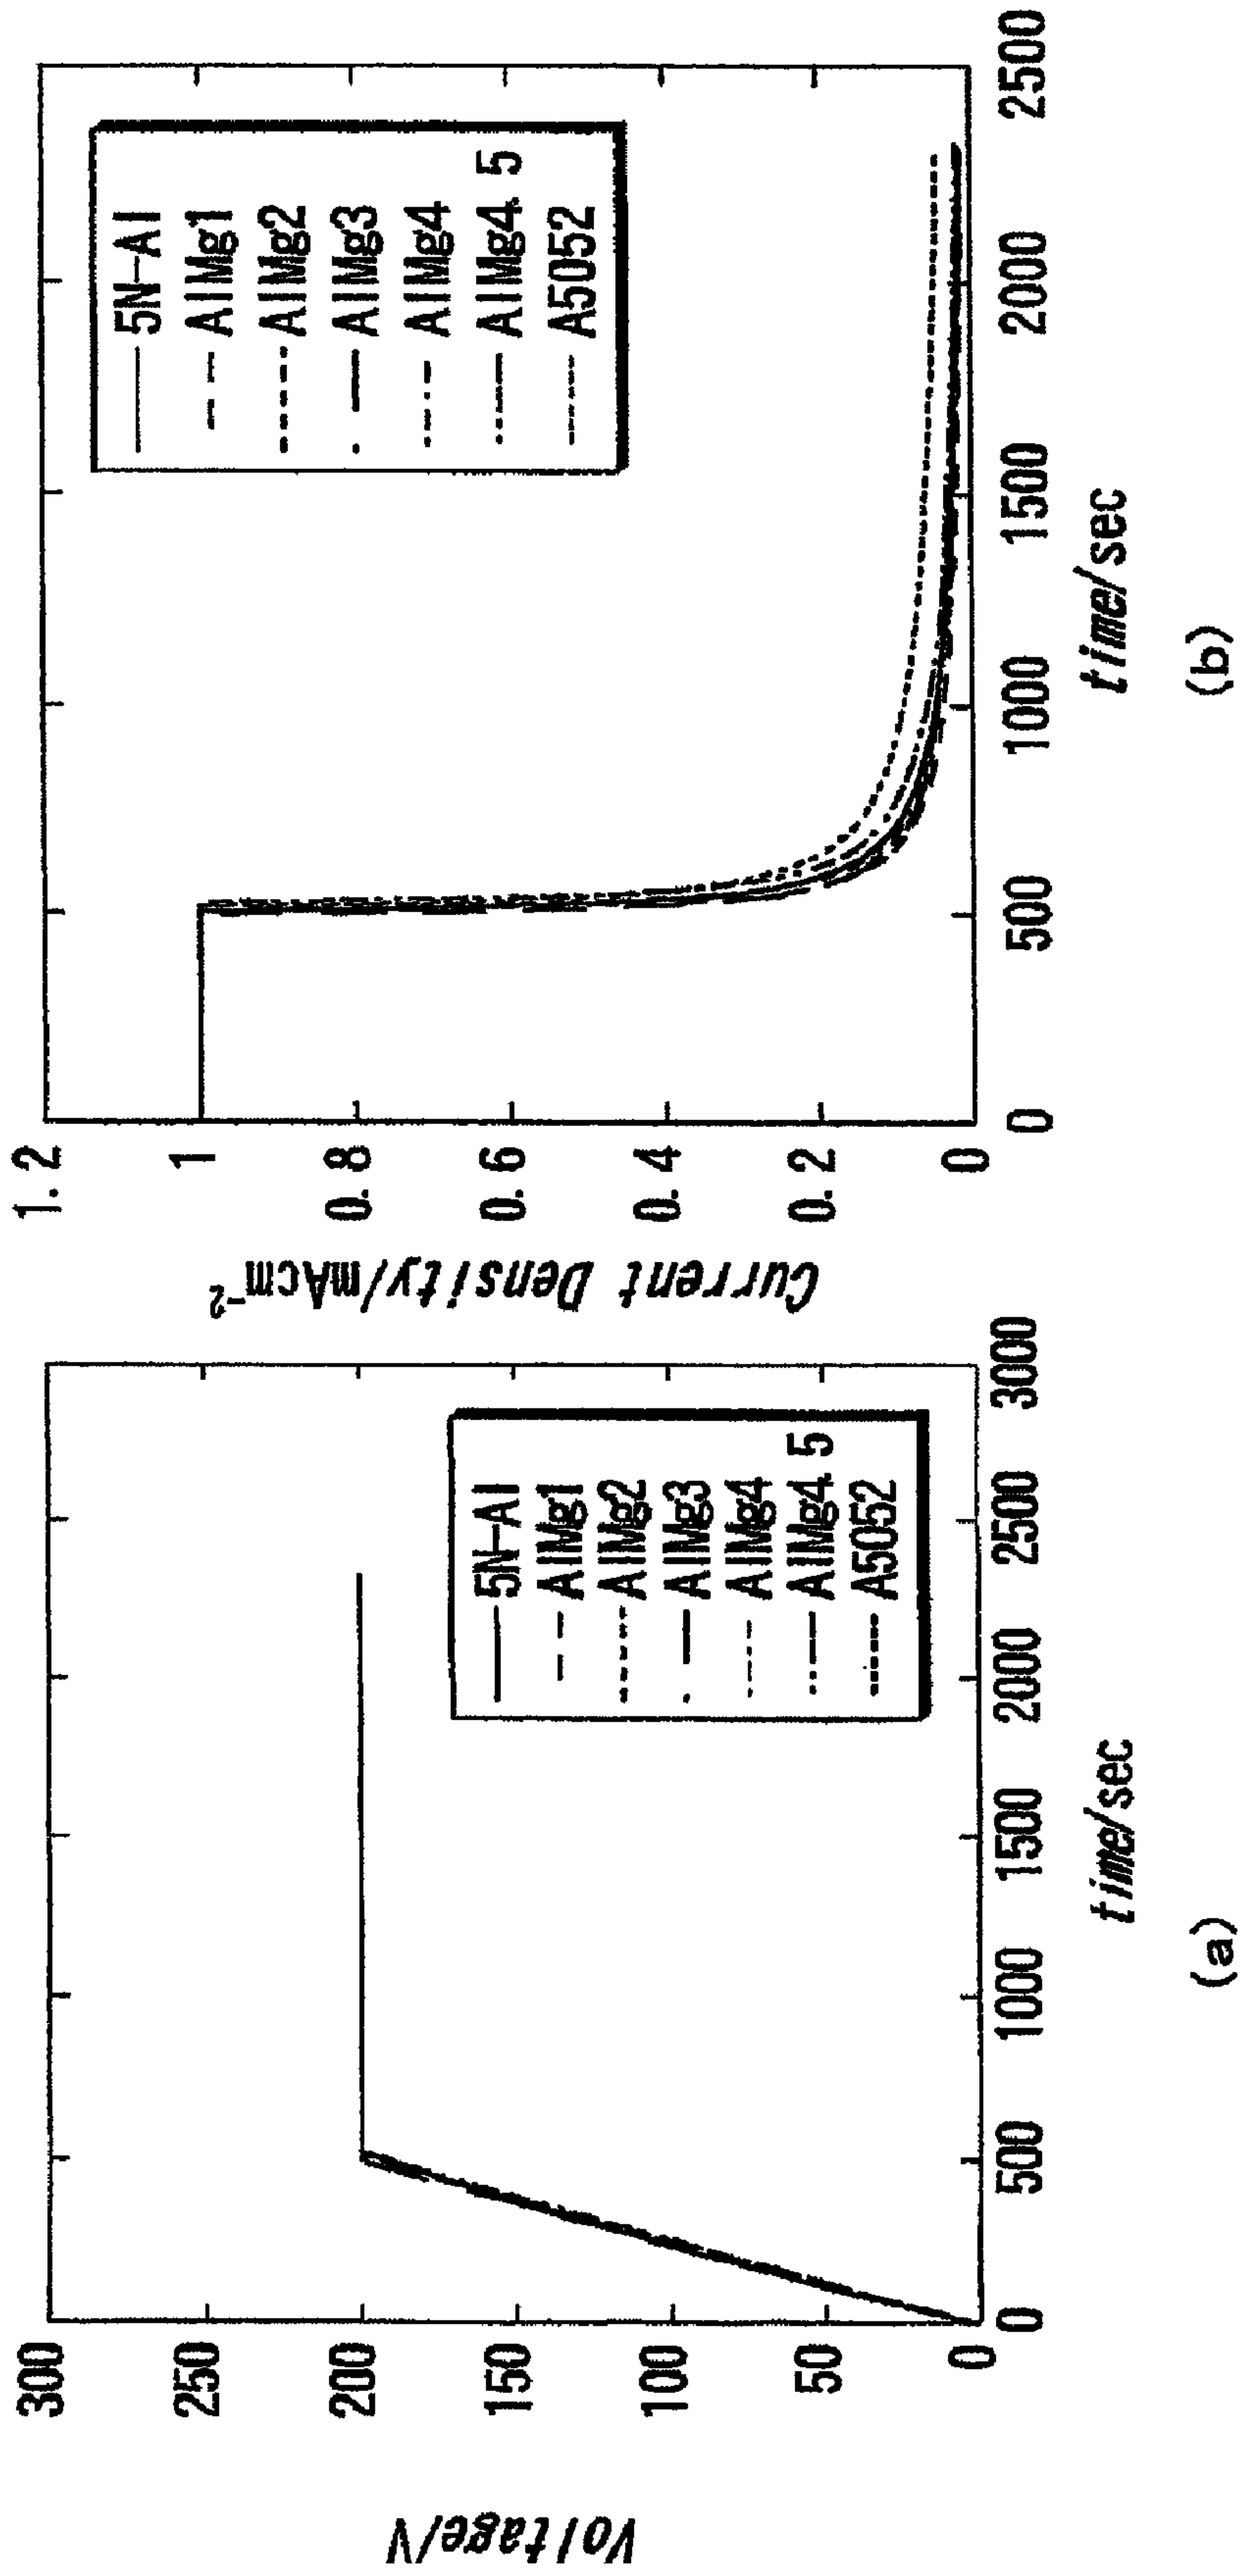 Voltage/V
300
250
200
150
100
50
0
0
500
1000
1500
2000
2500
3000
time/sec
5N-Al
AlMg1
AlMg2
AlMg3
AlMg4
AlMg4.5
A5052
(a)
Current Density/mAcm⁻²
1.2
1
0.8
0.6
0.4
0.2
0
0
500
1000
1500
2000
2500
time/sec
5N-Al
AlMg1
AlMg2
AlMg3
AlMg4
AlMg4.5
A5052
(b)